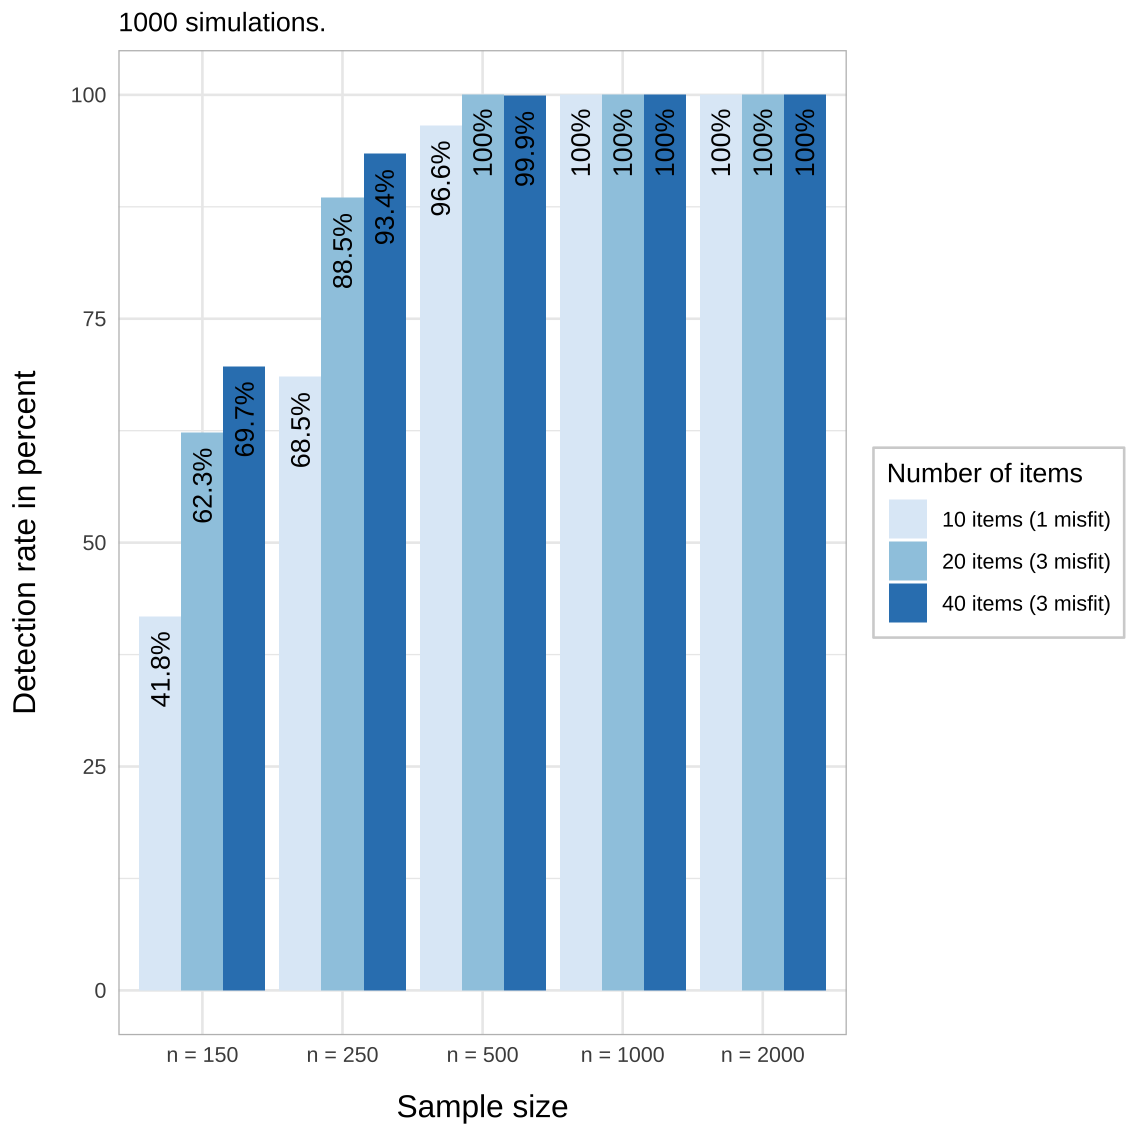 1000 simulations.
Detection rate in percent
100
75
50
25
0
41.8%
62.3%
69.7%
68.5%
88.5%
93.4%
96.6%
100%
99.9%
100%
100%
100%
100%
100%
100%
n = 150
n = 250
n = 500
n = 1000
n = 2000
Sample size
Number of items
10 items (1 misfit)
20 items (3 misfit)
40 items (3 misfit)